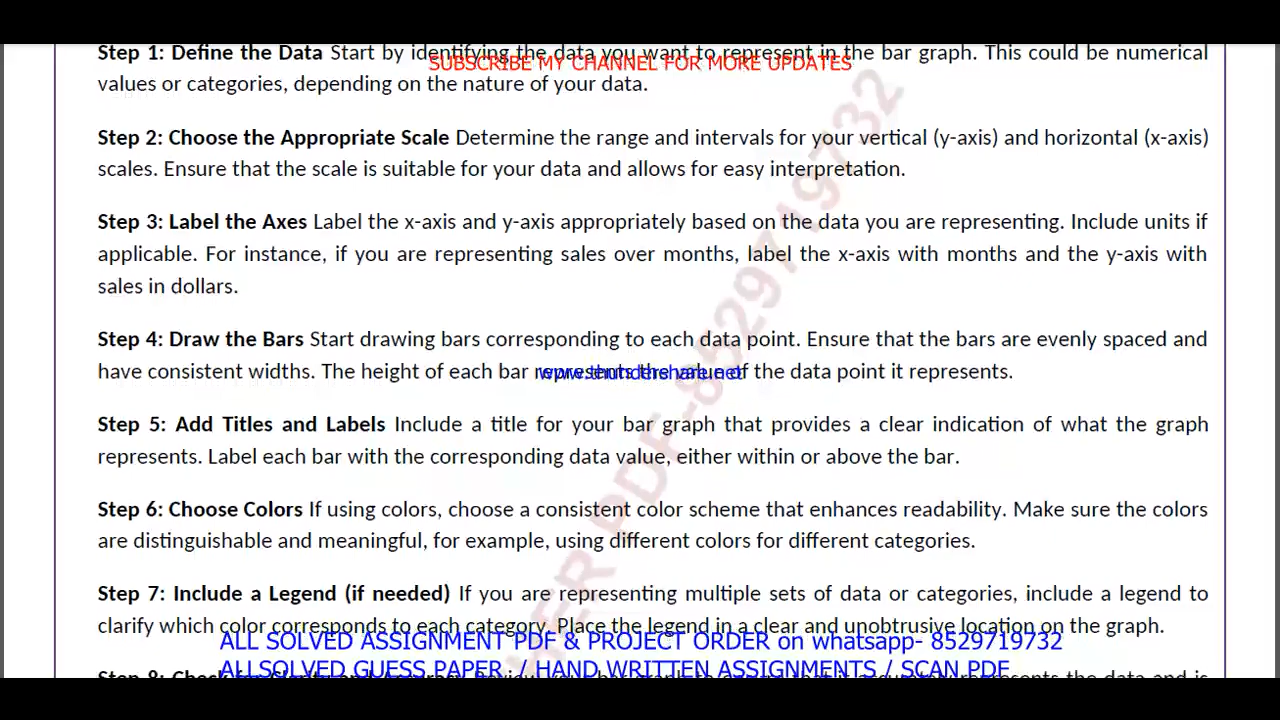 Step 1: Define the Data Start by identifying the data you want to represent in the bar graph. This could be numerical
SUBSCRIBE MY CHANNEL FOR MORE UPDATES
values or categories, depending on the nature of your data.
Step 2: Choose the Appropriate Scale Determine the range and intervals for your vertical (y-axis) and horizontal (x-axis)
scales. Ensure that the scale is suitable for your data and allows for easy interpretation.
Step 3: Label the Axes Label the x-axis and y-axis appropriately based on the data you are representing. Include units if
applicable. For instance, if you are representing sales over months, label the x-axis with months and the y-axis with
sales in dollars.
Step 4: Draw the Bars Start drawing bars corresponding to each data point. Ensure that the bars are evenly spaced and
have consistent widths. The height of each bar represents the value of the data point it represents.
Step 5: Add Titles and Labels Include a title for your bar graph that provides a clear indication of what the graph
represents. Label each bar with the corresponding data value, either within or above the bar.
Step 6: Choose Colors If using colors, choose a consistent color scheme that enhances readability. Make sure the colors
are distinguishable and meaningful, for example, using different colors for different categories.
Step 7: Include a Legend (if needed) If you are representing multiple sets of data or categories, include a legend to
clarify which color corresponds to each category. Place the legend in a clear and unobtrusive location on the graph.
ALL SOLVED ASSIGNMENT PDF & PROJECT ORDER on whatsapp- 8529719732
ALLSOLVED GUESS PAPER / HAND WRITTEN ASSIGNMENTS / SCAN PDF
PDF-8529719732